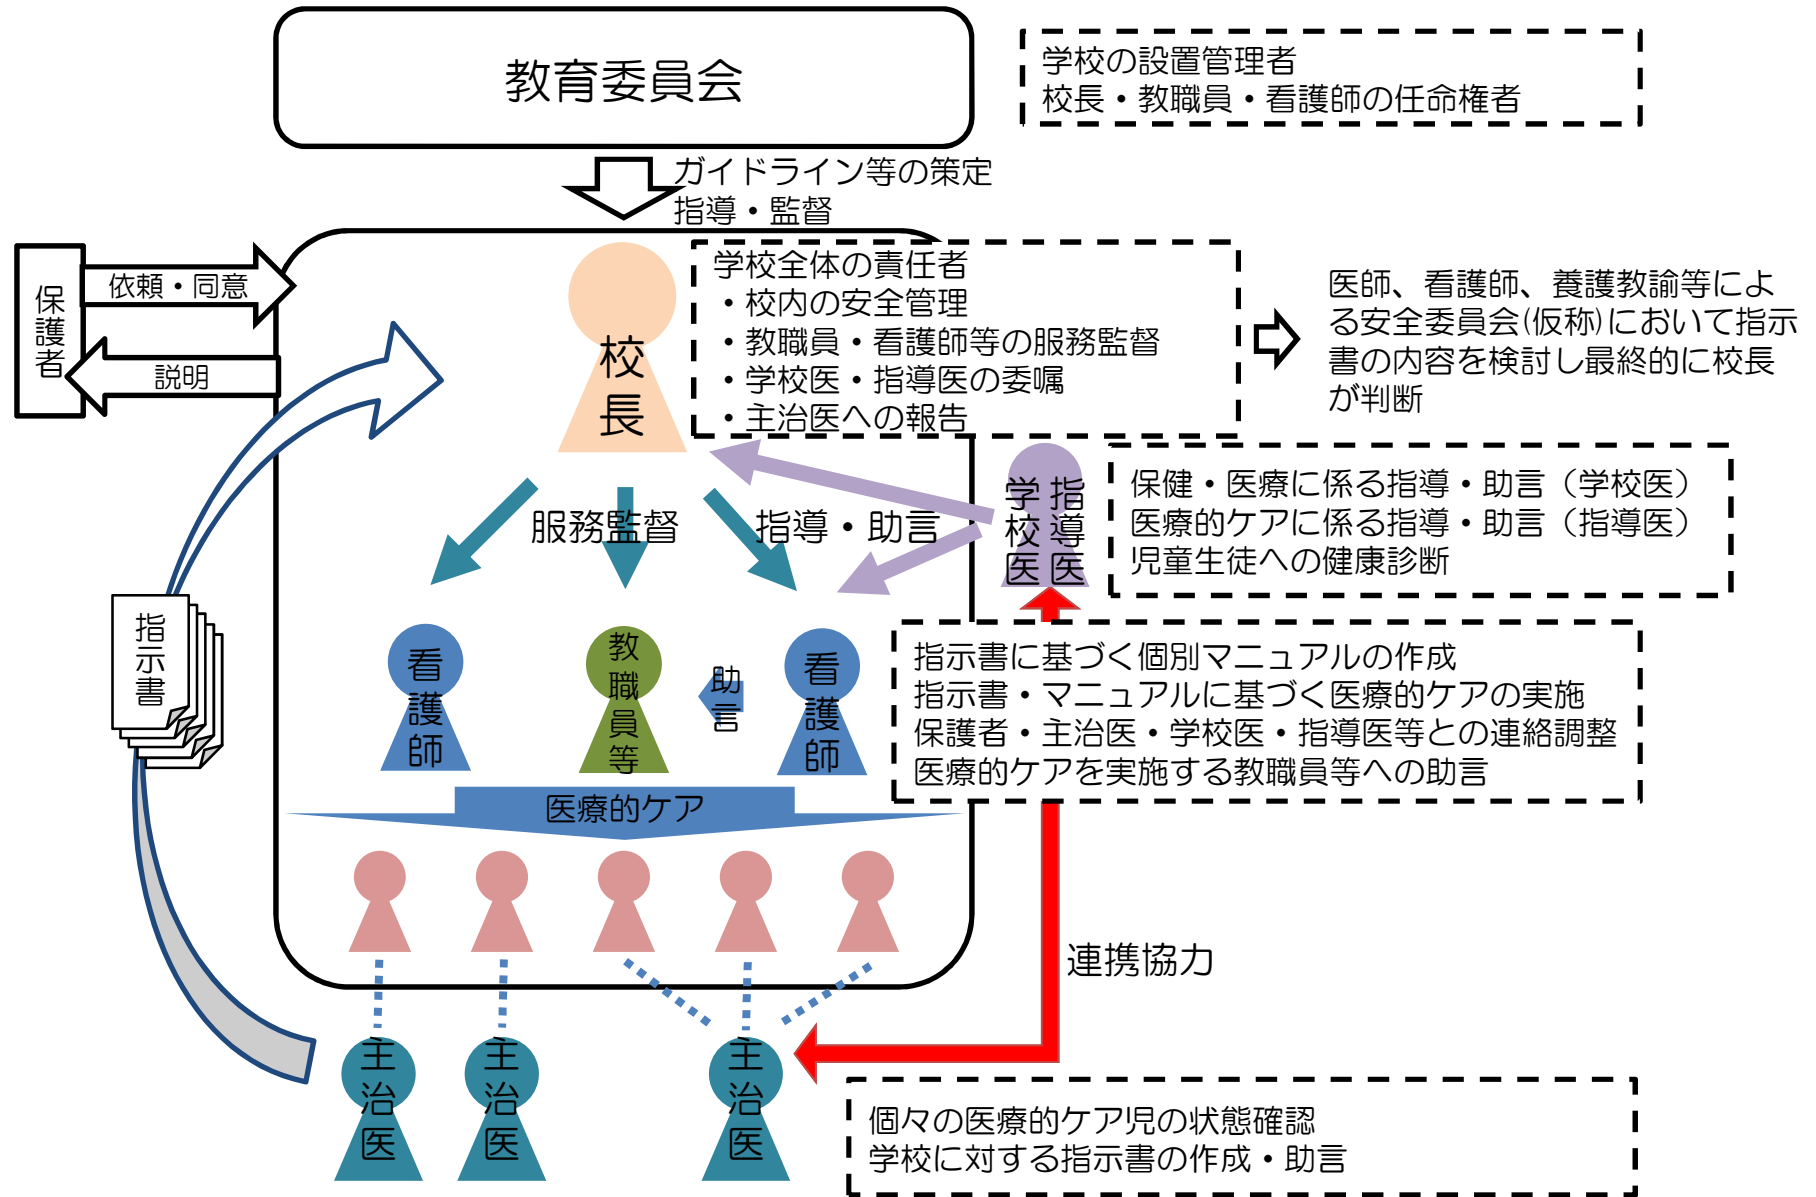 教育委員会
学校の設置管理者
校長・教職員・看護師の任命権者
ガイドライン等の策定
指導・監督
保護者
依頼・同意
説明
校長
学校全体の責任者
・校内の安全管理
・教職員・看護師等の服務監督
・学校医・指導医の委嘱
・主治医への報告
医師、看護師、養護教諭等によ
る安全委員会(仮称)において指示
書の内容を検討し最終的に校長
が判断
服務監督
指導・助言
学校医
指導医
保健・医療に係る指導・助言（学校医）
医療的ケアに係る指導・助言（指導医）
児童生徒への健康診断
指示書
看護師
教職員等
助言
看護師
指示書に基づく個別マニュアルの作成
指示書・マニュアルに基づく医療的ケアの実施
保護者・主治医・学校医・指導医等との連絡調整
医療的ケアを実施する教職員等への助言
医療的ケア
連携協力
主治医
主治医
主治医
個々の医療的ケア児の状態確認
学校に対する指示書の作成・助言